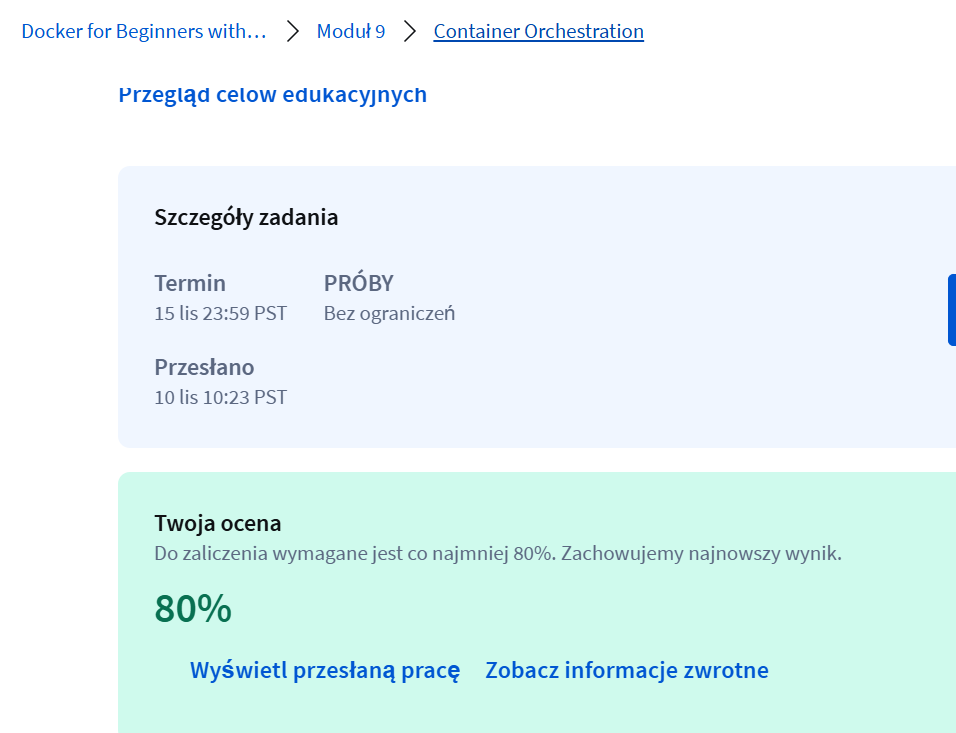 Docker for Beginners with… > Moduł 9 > Container Orchestration
Przegląd celów edukacyjnych
Szczegóły zadania
Termin PRÓBY
15 lis 23:59 PST Bez ograniczeń
Przesłano
10 lis 10:23 PST
Twoja ocena
Do zaliczenia wymagane jest co najmniej 80%. Zachowujemy najnowszy wynik.
80%
Wyświetl przesłaną pracę Zobacz informacje zwrotne